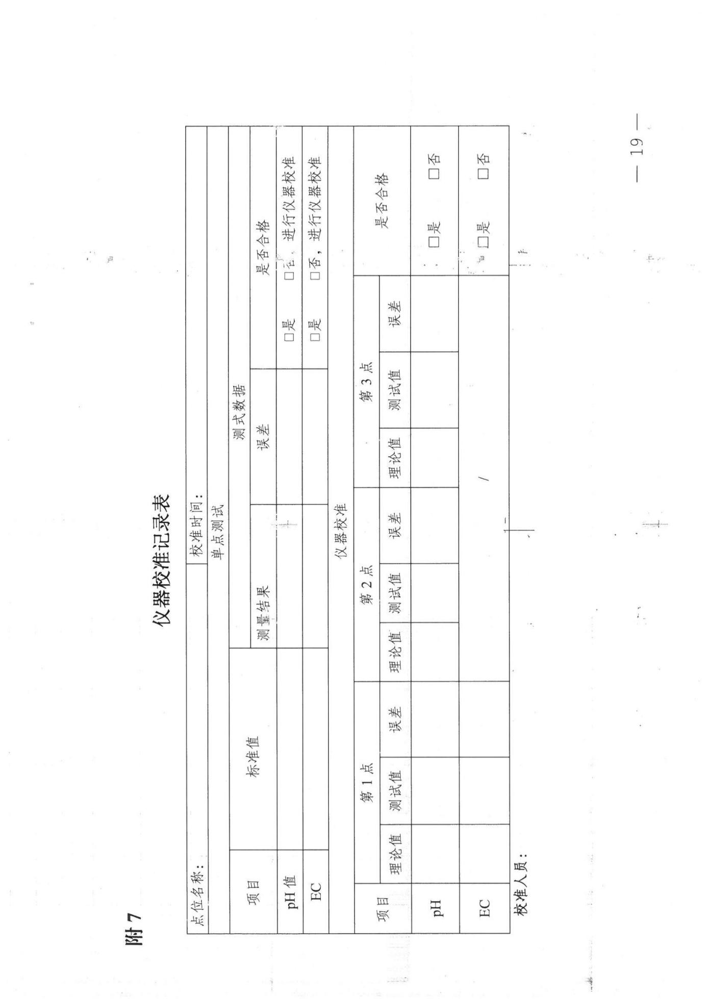 附 7
仪器校准记录表
点位名称： 校准时间：
单点测试
项目 标准值 测式数据
测量结果 误差 是否合格
pH 值 □是 □否，进行仪器校准
EC □是 □否，进行仪器校准
仪器校准
项目 第 1 点 第 2 点 第 3 点 是否合格
理论值 测试值 误差 理论值 测试值 误差 理论值 测试值 误差
pH □是 □否
EC / □是 □否
校准人员：
— 19 —